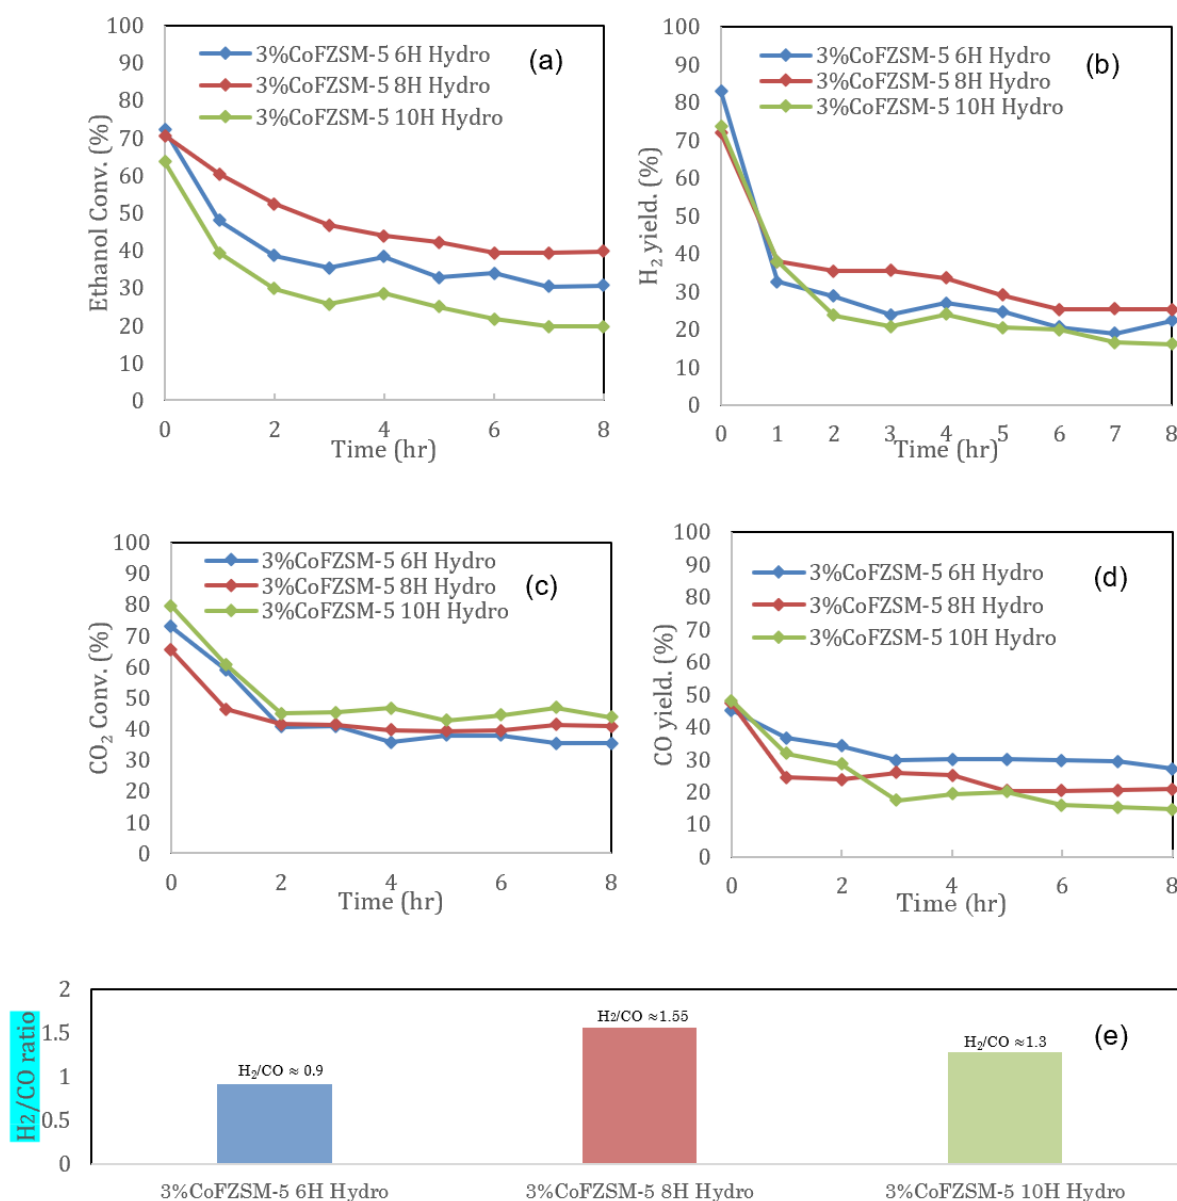 100
90
80
70
60
50
40
30
20
10
0
Ethanol Conv. (%)
3%CoFZSM-5 6H Hydro
3%CoFZSM-5 8H Hydro
3%CoFZSM-5 10H Hydro
(a)
0 2 4 6 8
Time (hr)
100
90
80
70
60
50
40
30
20
10
0
H₂ yield. (%)
3%CoFZSM-5 6H Hydro
3%CoFZSM-5 8H Hydro
3%CoFZSM-5 10H Hydro
(b)
0 1 2 3 4 5 6 7 8
Time (hr)
100
90
80
70
60
50
40
30
20
10
0
CO₂ Conv. (%)
3%CoFZSM-5 6H Hydro
3%CoFZSM-5 8H Hydro
3%CoFZSM-5 10H Hydro
(c)
0 2 4 6 8
Time (hr)
100
90
80
70
60
50
40
30
20
10
0
CO yield. (%)
3%CoFZSM-5 6H Hydro
3%CoFZSM-5 8H Hydro
3%CoFZSM-5 10H Hydro
(d)
0 2 4 6 8
Time (hr)
2
1.5
1
0.5
0
H2/CO ratio
H₂/CO ≈ 0.9
H2/CO ≈1.55
H₂/CO ≈1.3
(e)
3%CoFZSM-5 6H Hydro
3%CoFZSM-5 8H Hydro
3%CoFZSM-5 10H Hydro